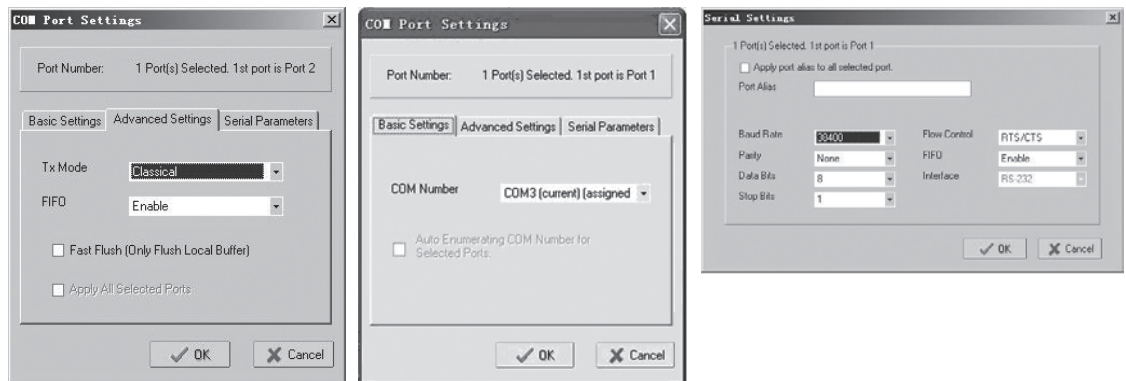 COM Port Settings
Port Number: 1 Port(s) Selected. 1st port is Port 2
Basic Settings Advanced Settings Serial Parameters
Tx Mode Classical
FIFO Enable
Fast Flush (Only Flush Local Buffer)
Apply All Selected Ports
OK Cancel
COM Port Settings
Port Number: 1 Port(s) Selected. 1st port is Port 1
Basic Settings Advanced Settings Serial Parameters
COM Number COM3 (current) (assigned
Auto Enumerating COM Number for
Selected Ports.
OK Cancel
Serial Settings
1 Port(s) Selected. 1st port is Port 1
Apply port alias to all selected port.
Port Alias
Baud Rate 38400 Flow Control RTS/CTS
Parity None FIFO Enable
Data Bits 8 Interface RS-232
Stop Bits 1
OK Cancel